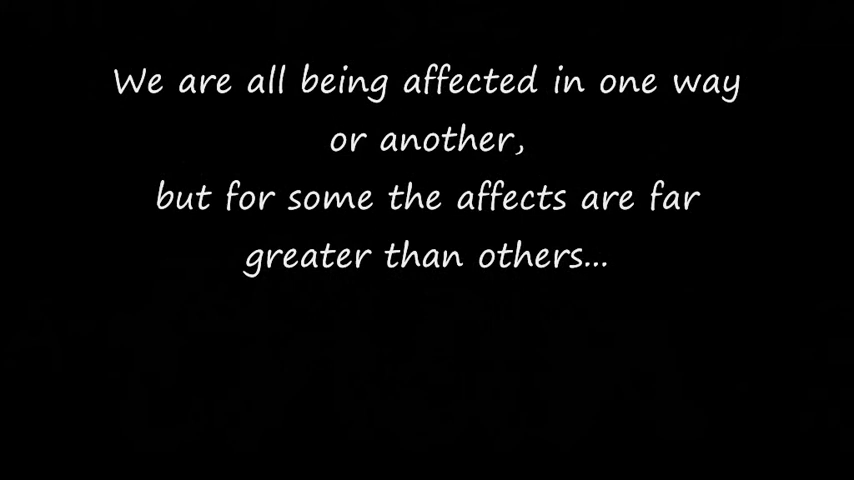 We are all being affected in one way
or another,
but for some the affects are far
greater than others...